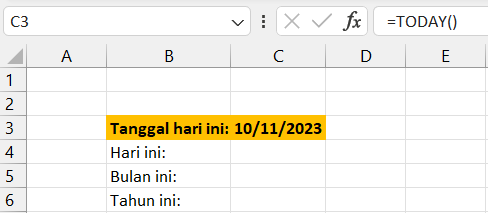 C3 fx =TODAY()
A B C D E
1
2
3 Tanggal hari ini: 10/11/2023
4 Hari ini:
5 Bulan ini:
6 Tahun ini: